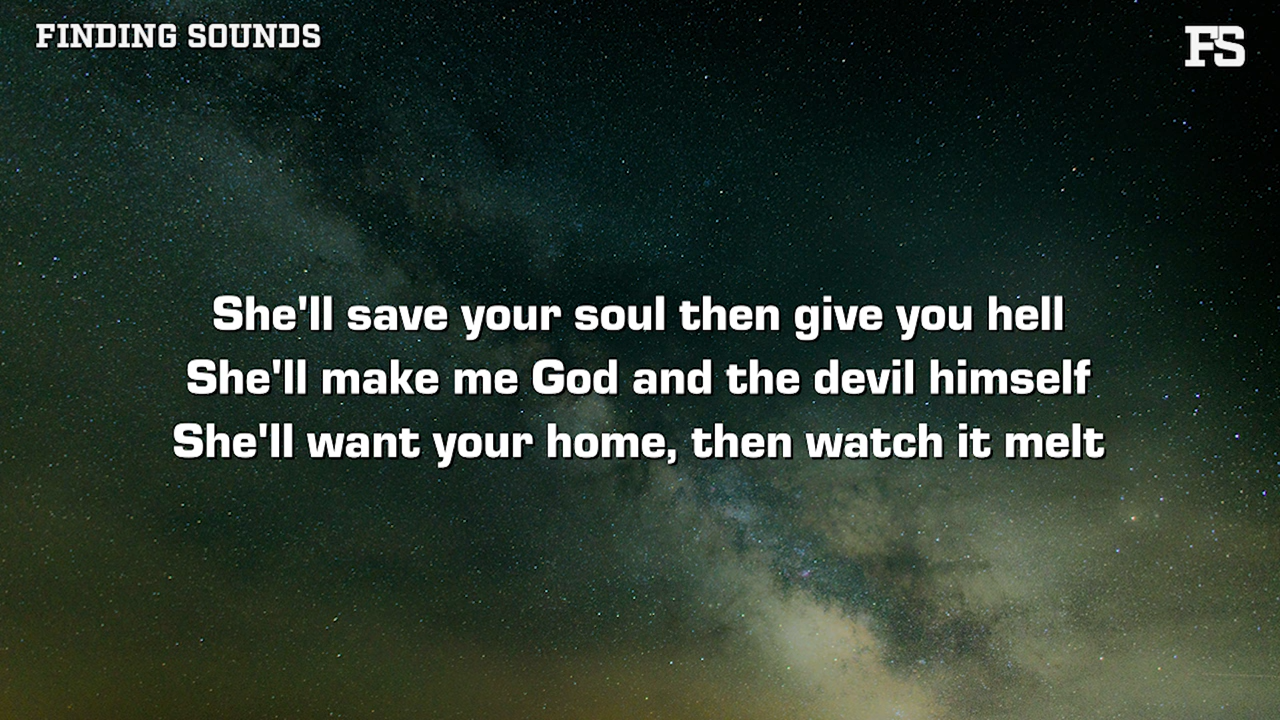 FINDING SOUNDS
FS
She'll save your soul then give you hell
She'll make me God and the devil himself
She'll want your home, then watch it melt